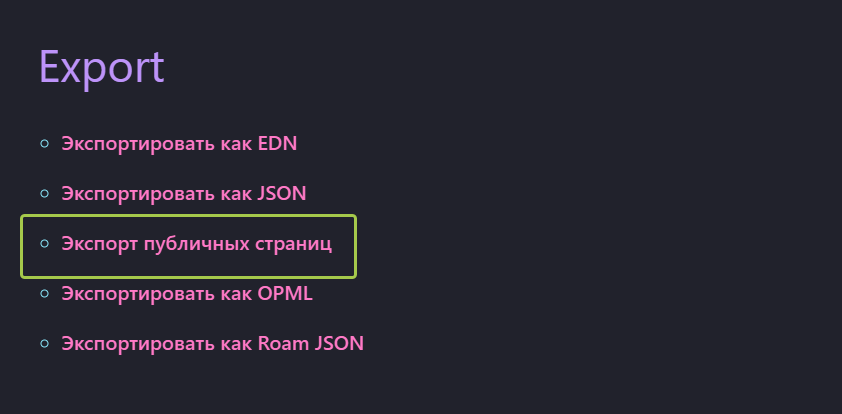 Export
Экспортировать как EDN
Экспортировать как JSON
Экспорт публичных страниц
Экспортировать как OPML
Экспортировать как Roam JSON